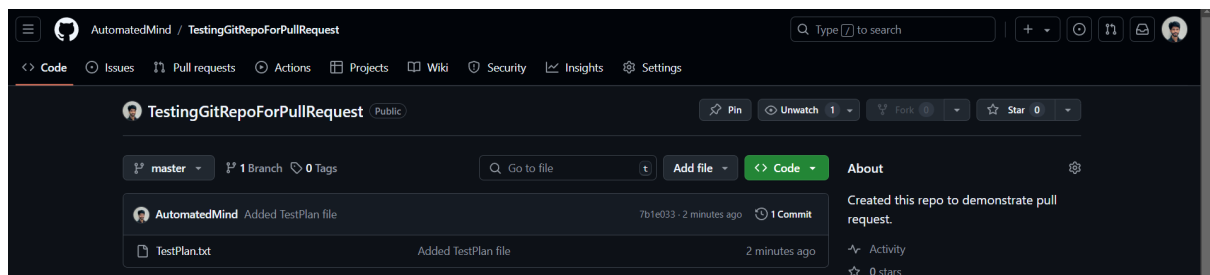 AutomatedMind / TestingGitRepoForPullRequest Type / to search
Code Issues Pull requests Actions Projects Wiki Security Insights Settings
TestingGitRepoForPullRequest Public Pin Unwatch 1 Fork 0 Star 0
master 1 Branch 0 Tags Go to file t Add file Code About
Created this repo to demonstrate pull
request.
AutomatedMind Added TestPlan file 7b1e033 · 2 minutes ago 1 Commit
TestPlan.txt Added TestPlan file 2 minutes ago
Activity
0 stars